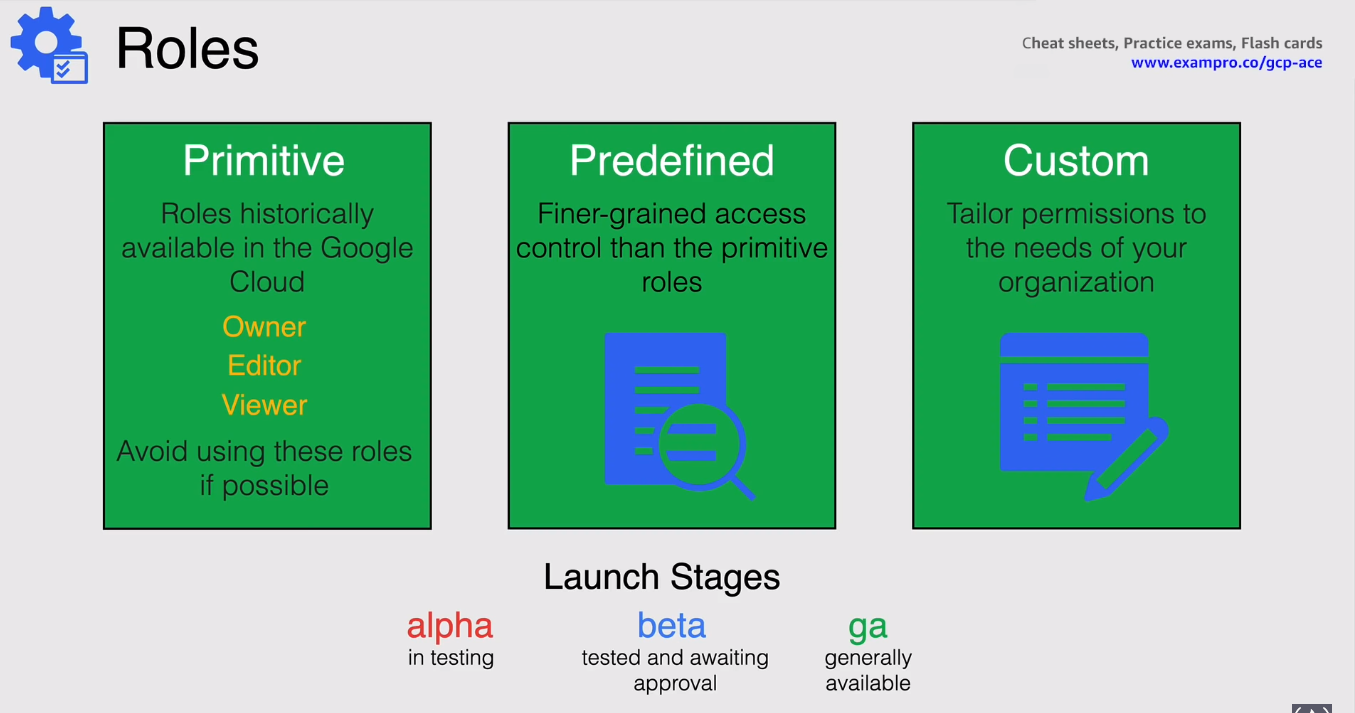 Roles
Cheat sheets, Practice exams, Flash cards
www.exampro.co/gcp-ace
Primitive
Roles historically
available in the Google
Cloud
Owner
Editor
Viewer
Avoid using these roles
if possible
Predefined
Finer-grained access
control than the primitive
roles
Custom
Tailor permissions to
the needs of your
organization
Launch Stages
alpha
in testing
beta
tested and awaiting
approval
ga
generally
available